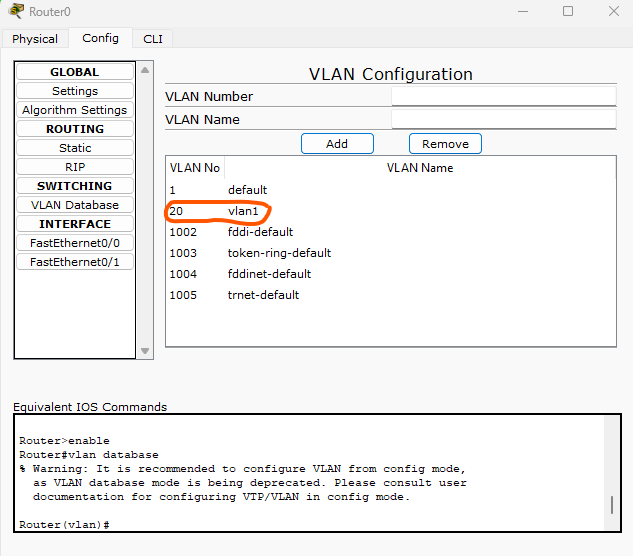 Router0
Physical Config CLI
GLOBAL
Settings
Algorithm Settings
ROUTING
Static
RIP
SWITCHING
VLAN Database
INTERFACE
FastEthernet0/0
FastEthernet0/1
VLAN Configuration
VLAN Number
VLAN Name
Add Remove
VLAN No VLAN Name
1 default
20 vlan1
1002 fddi-default
1003 token-ring-default
1004 fddinet-default
1005 trnet-default
Equivalent IOS Commands
Router>enable
Router#vlan database
% Warning: It is recommended to configure VLAN from config mode,
as VLAN database mode is being deprecated. Please consult user
documentation for configuring VTP/VLAN in config mode.
Router(vlan)#